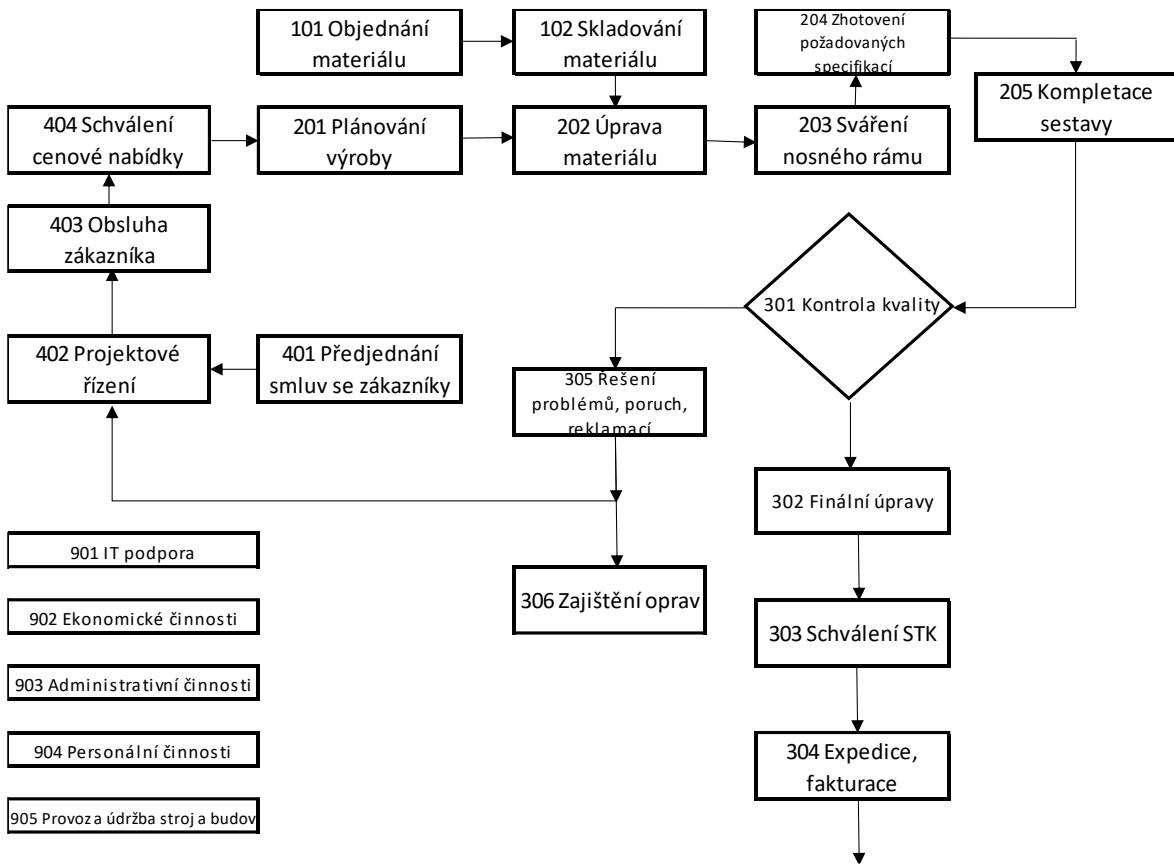 101 Objednání
materiálu
102 Skladování
materiálu
204 Zhotovení
požadovaných
specifikací
205 Kompletace
sestavy
404 Schválení
cenové nabídky
201 Plánování
výroby
202 Úprava
materiálu
203 Sváření
nosného rámu
403 Obsluha
zákazníka
301 Kontrola kvality
402 Projektové
řízení
401 Předjednání
smluv se zákazníky
305 Řešení
problémů, poruch,
reklamací
302 Finální úpravy
901 IT podpora
306 Zajištění oprav
902 Ekonomické činnosti
303 Schválení STK
903 Administrativní činnosti
904 Personální činnosti
304 Expedice,
fakturace
905 Provoz a údržba stroj a budov